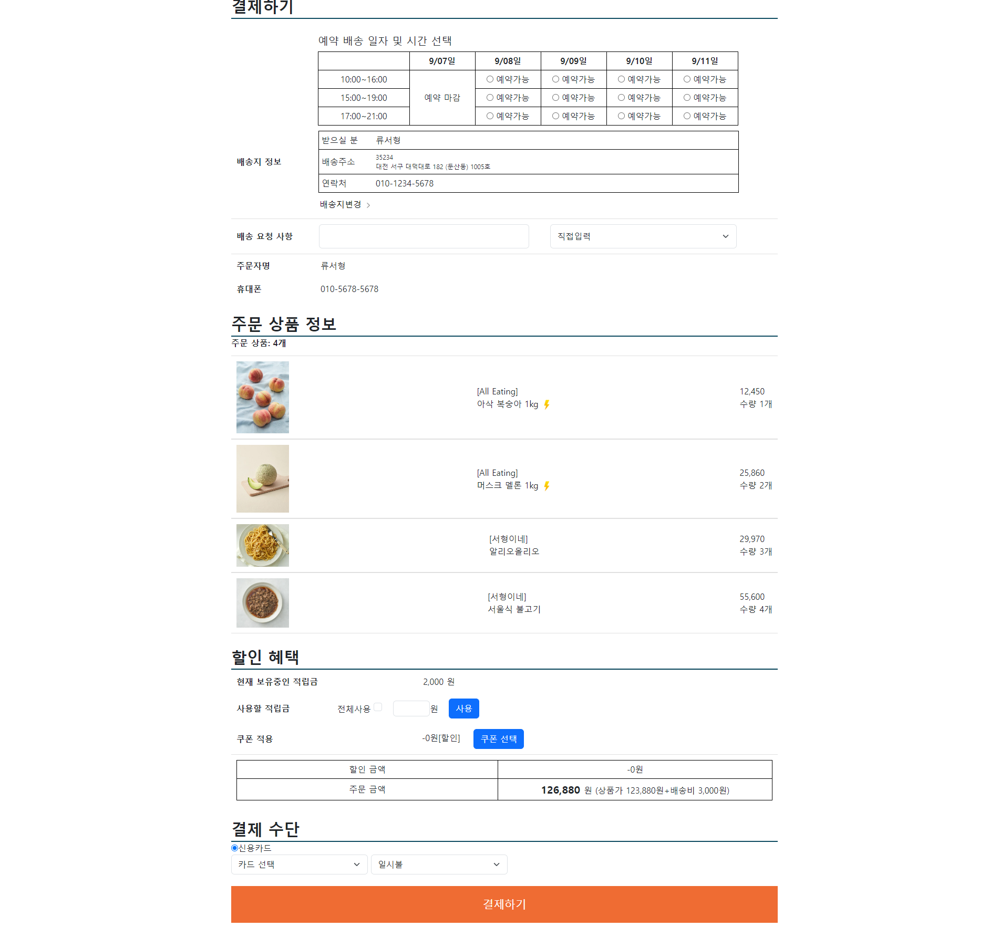 결제하기
예약 배송 일자 및 시간 선택
9/07일 9/08일 9/09일 9/10일 9/11일
10:00~16:00 예약가능 예약가능 예약가능 예약가능
15:00~19:00 예약 마감 예약가능 예약가능 예약가능 예약가능
17:00~21:00 예약가능 예약가능 예약가능 예약가능
배송지 정보
받으실 분 류서형
배송주소 35234
대전 서구 대덕대로 182 (둔산동) 1005호
연락처 010-1234-5678
배송지변경 >
배송 요청 사항 직접입력
주문자명 류서형
휴대폰 010-5678-5678
주문 상품 정보
주문 상품: 4개
[All Eating] 12,450
아삭 복숭아 1kg 수량 1개
[All Eating] 25,860
머스크 멜론 1kg 수량 2개
[서형이네] 29,970
알리오올리오 수량 3개
[서형이네] 55,600
서울식 불고기 수량 4개
할인 혜택
현재 보유중인 적립금 2,000 원
사용할 적립금 전체사용 원 사용
쿠폰 적용 -0원[할인] 쿠폰 선택
할인 금액 -0원
주문 금액 126,880 원 (상품가 123,880원+배송비 3,000원)
결제 수단
신용카드
카드 선택 일시불
결제하기